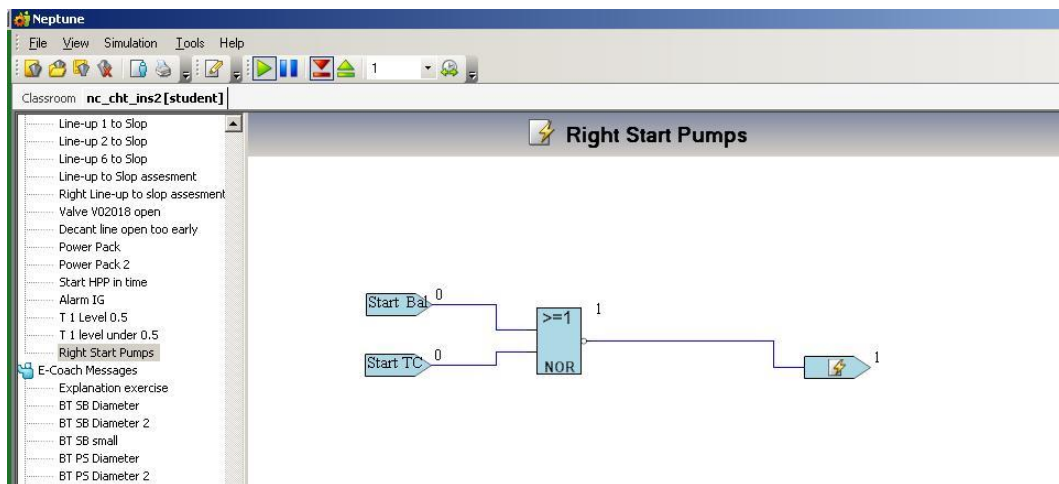 Neptune
File View Simulation Tools Help
1
Classroom nc_cht_ins2[student]
Line-up 1 to Slop
Line-up 2 to Slop
Line-up 6 to Slop
Line-up to Slop assesment
Right Line-up to slop assesment
Valve V02018 open
Decant line open too early
Power Pack
Power Pack 2
Start HPP in time
Alarm IG
T 1 Level 0.5
T 1 level under 0.5
Right Start Pumps
E-Coach Messages
Explanation exercise
BT SB Diameter
BT SB Diameter 2
BT SB small
BT PS Diameter
BT PS Diameter 2
Right Start Pumps
Start Bal 0
>=1 1
Start TC 0
NOR
1